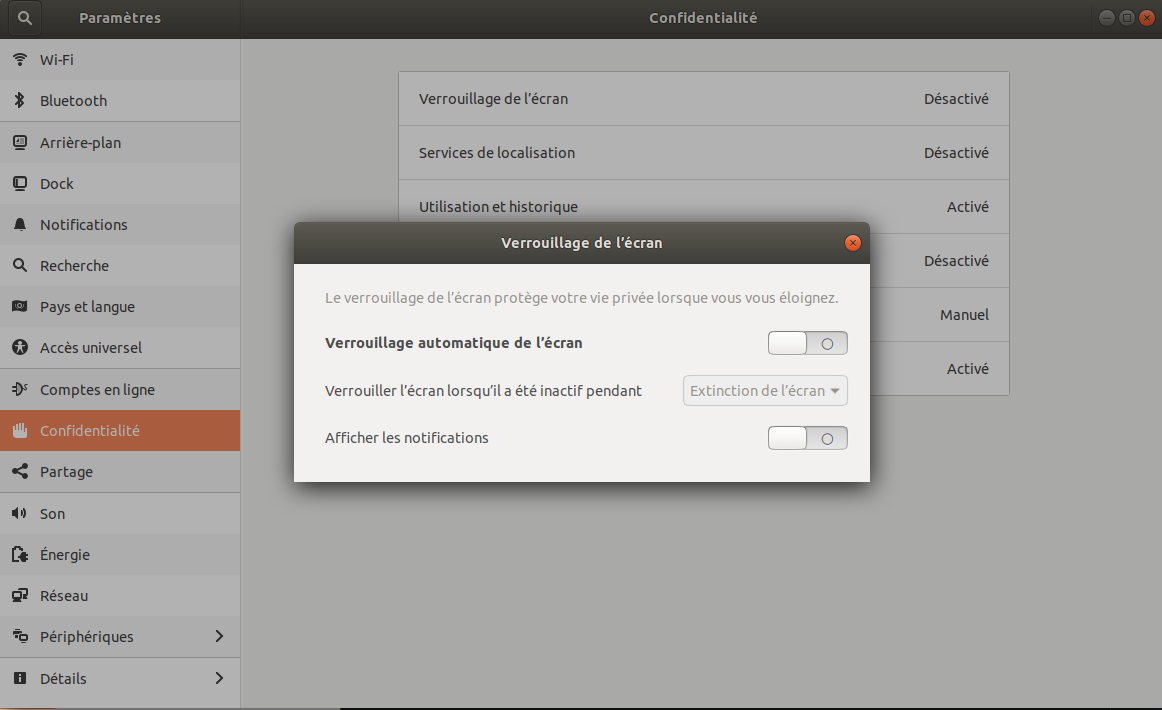 Paramètres
Confidentialité
Wi-Fi
Bluetooth
Arrière-plan
Dock
Notifications
Recherche
Pays et langue
Accès universel
Comptes en ligne
Confidentialité
Partage
Son
Énergie
Réseau
Périphériques
Détails
Verrouillage de l’écran Désactivé
Services de localisation Désactivé
Utilisation et historique Activé
Désactivé
Manuel
Activé
Verrouillage de l’écran
Le verrouillage de l’écran protège votre vie privée lorsque vous vous éloignez.
Verrouillage automatique de l’écran
Verrouiller l’écran lorsqu’il a été inactif pendant Extinction de l’écran
Afficher les notifications